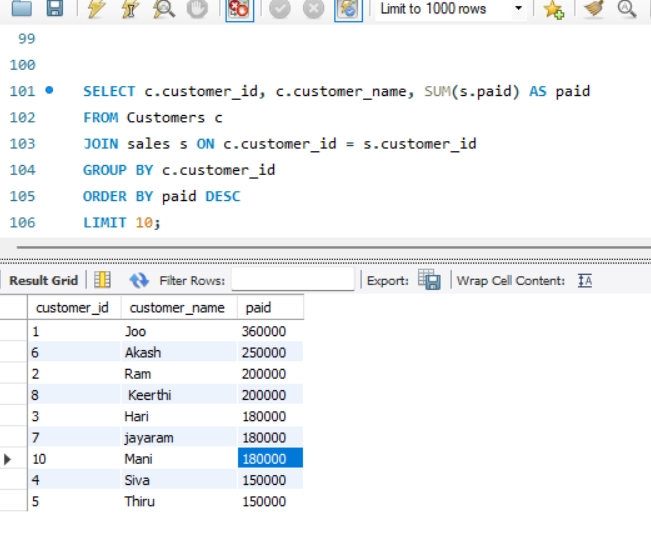 Limit to 1000 rows
99
100
101 SELECT c.customer_id, c.customer_name, SUM(s.paid) AS paid
102 FROM Customers c
103 JOIN sales s ON c.customer_id = s.customer_id
104 GROUP BY c.customer_id
105 ORDER BY paid DESC
106 LIMIT 10;
Result Grid Filter Rows: Export: Wrap Cell Content: IA
customer_id customer_name paid
1 Joo 360000
6 Akash 250000
2 Ram 200000
8 Keerthi 200000
3 Hari 180000
7 jayaram 180000
10 Mani 180000
4 Siva 150000
5 Thiru 150000